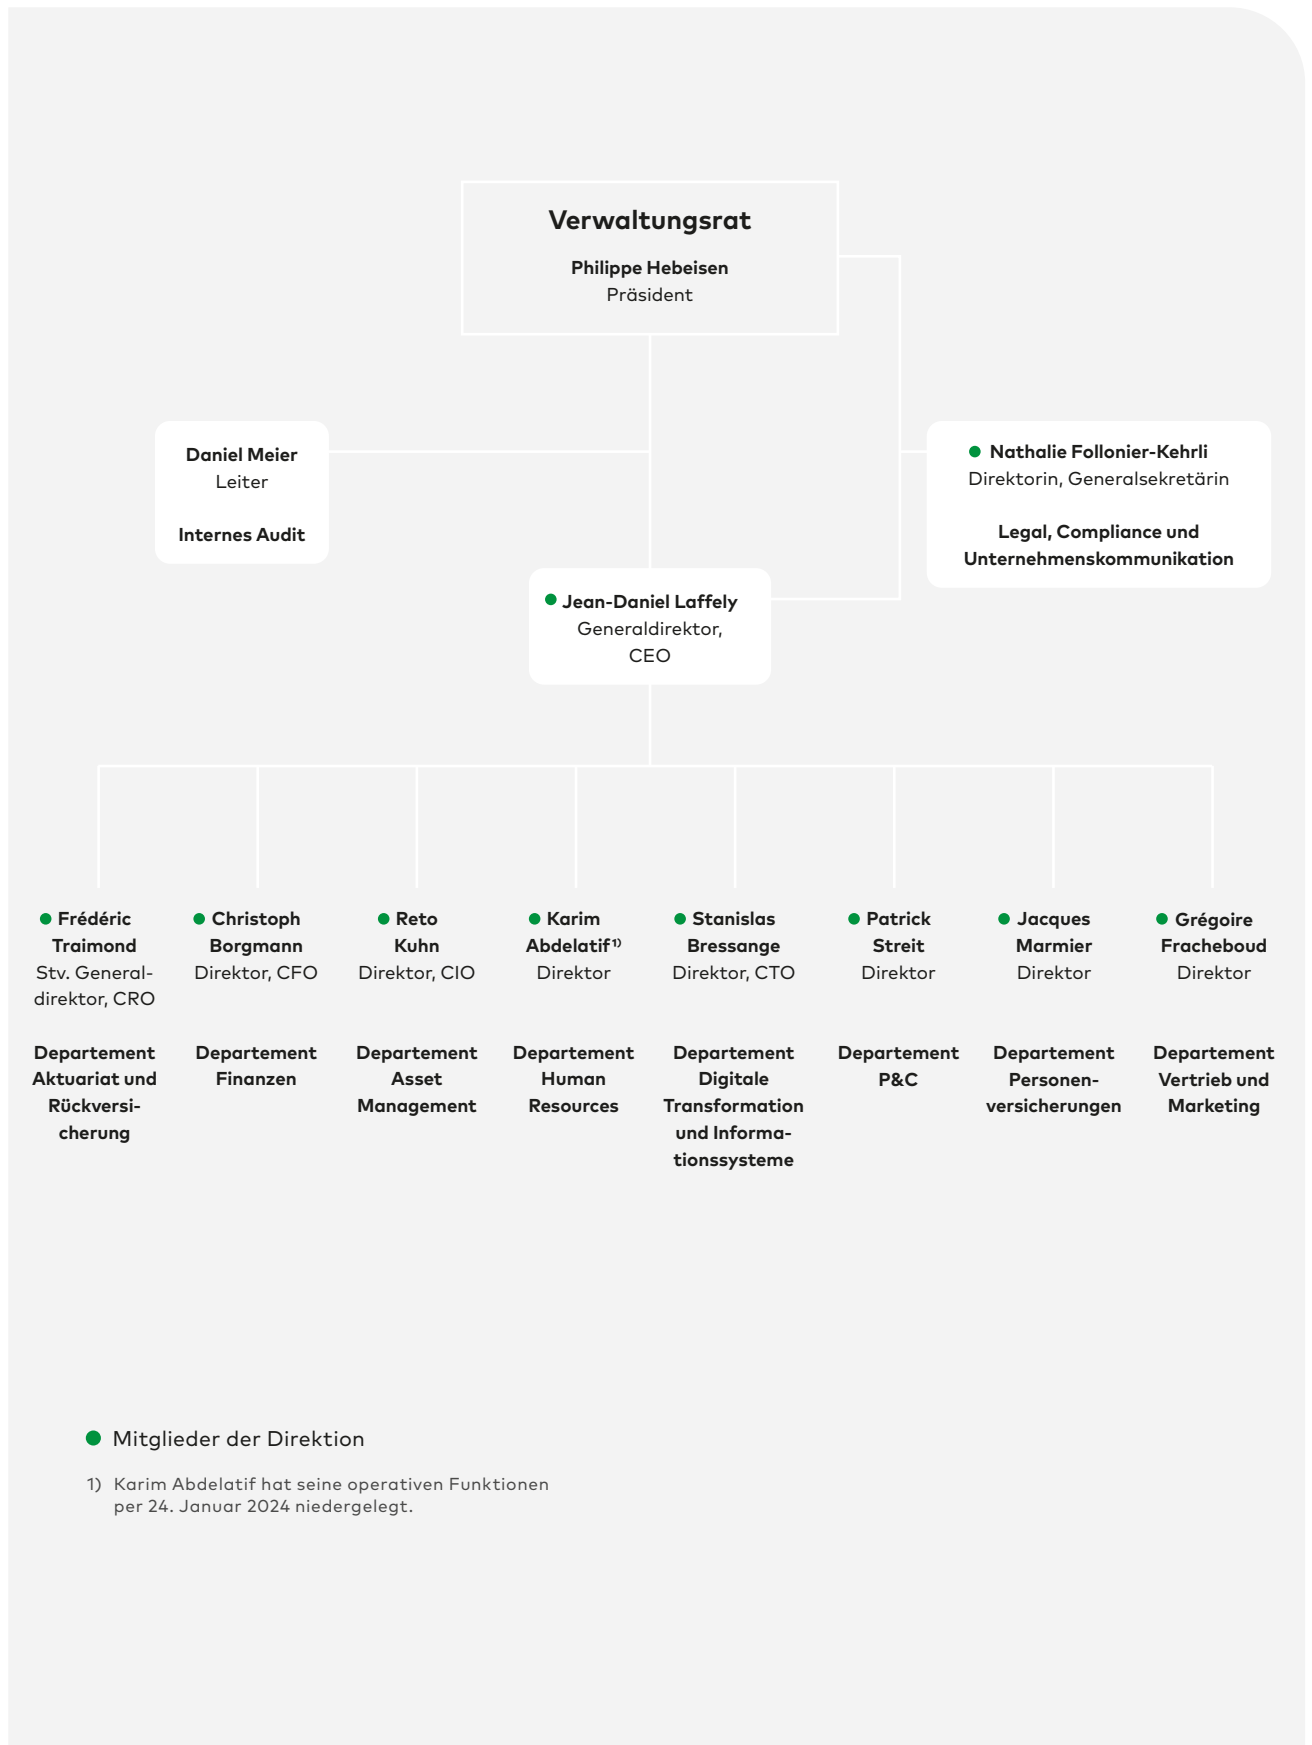 Verwaltungsrat
Philippe Hebeisen
Präsident
Daniel Meier
Leiter
Internes Audit
Nathalie Follonier-Kehrli
Direktorin, Generalsekretärin
Legal, Compliance und
Unternehmenskommunikation
Jean-Daniel Laffely
Generaldirektor,
CEO
Frédéric
Traimond
Stv. General-
direktor, CRO
Departement
Aktuariat und
Rückversi-
cherung
Christoph
Borgmann
Direktor, CFO
Departement
Finanzen
Reto
Kuhn
Direktor, CIO
Departement
Asset
Management
Karim
Abdelatif¹⁾
Direktor
Departement
Human
Resources
Stanislas
Bressange
Direktor, CTO
Departement
Digitale
Transformation
und Informa-
tionssysteme
Patrick
Streit
Direktor
Departement
P&C
Jacques
Marmier
Direktor
Departement
Personen-
versicherungen
Grégoire
Fracheboud
Direktor
Departement
Vertrieb und
Marketing
Mitglieder der Direktion
1) Karim Abdelatif hat seine operativen Funktionen
per 24. Januar 2024 niedergelegt.